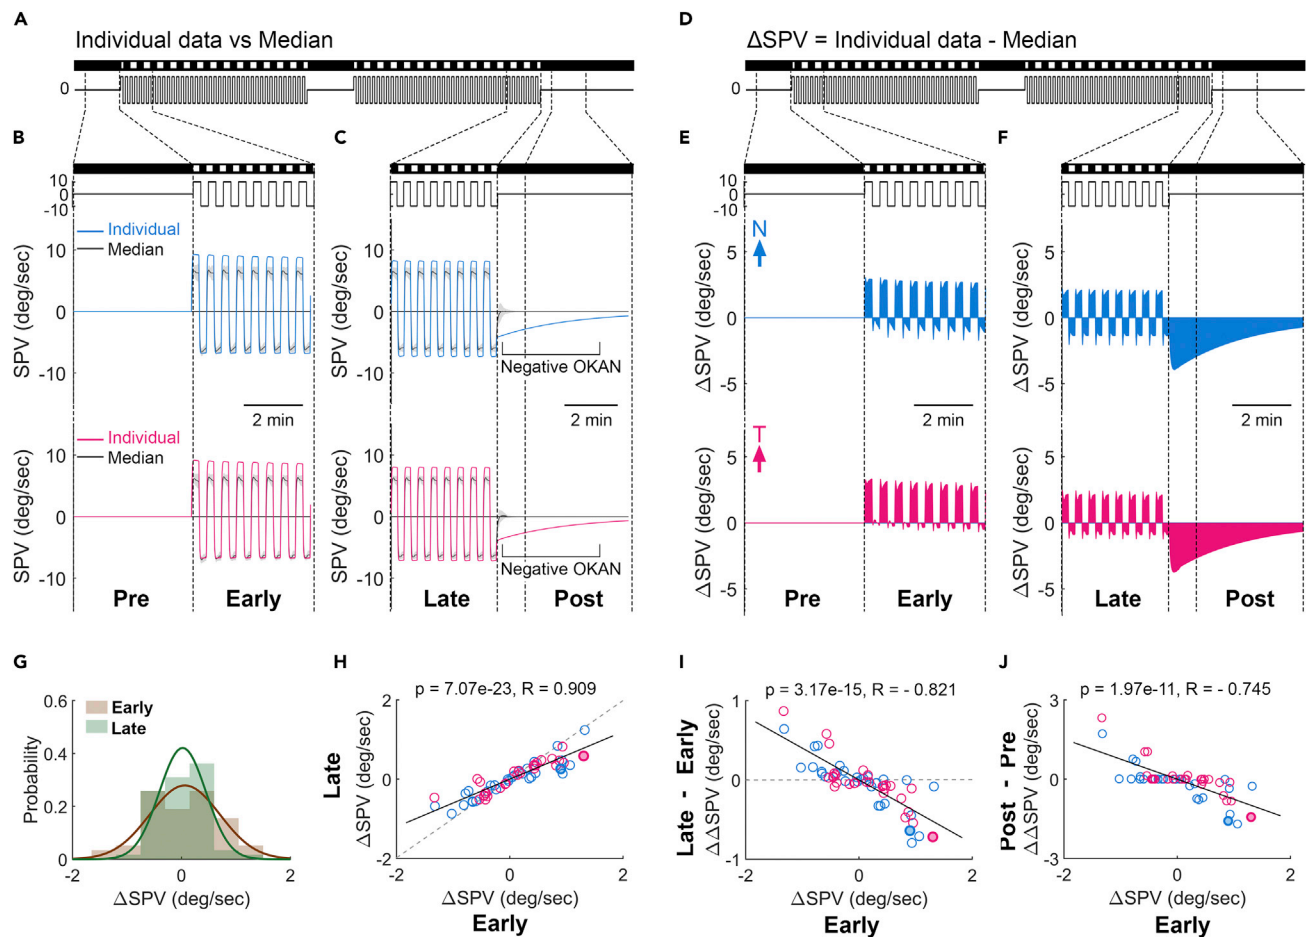 A
Individual data vs Median
0
D
ΔSPV = Individual data - Median
0
B
10
0
-10
Individual
Median
SPV (deg/sec)
10
0
-10
2 min
Individual
Median
SPV (deg/sec)
10
0
-10
Pre
Early
C
10
0
-10
SPV (deg/sec)
10
0
-10
Negative OKAN
2 min
SPV (deg/sec)
10
0
-10
Negative OKAN
Late
Post
E
10
0
-10
N
ΔSPV (deg/sec)
5
0
-5
2 min
T
ΔSPV (deg/sec)
5
0
-5
Pre
Early
F
10
0
-10
ΔSPV (deg/sec)
5
0
-5
2 min
ΔSPV (deg/sec)
5
0
-5
Late
Post
G
Early
Late
Probability
0.6
0.4
0.2
0
-2
0
2
ΔSPV (deg/sec)
H
p = 7.07e-23, R = 0.909
Late
ΔSPV (deg/sec)
2
0
-2
-2
0
2
ΔSPV (deg/sec)
Early
I
p = 3.17e-15, R = - 0.821
Late - Early
ΔΔSPV (deg/sec)
1
0
-1
-2
0
2
ΔSPV (deg/sec)
Early
J
p = 1.97e-11, R = - 0.745
Post - Pre
ΔΔSPV (deg/sec)
3
0
-3
-2
0
2
ΔSPV (deg/sec)
Early